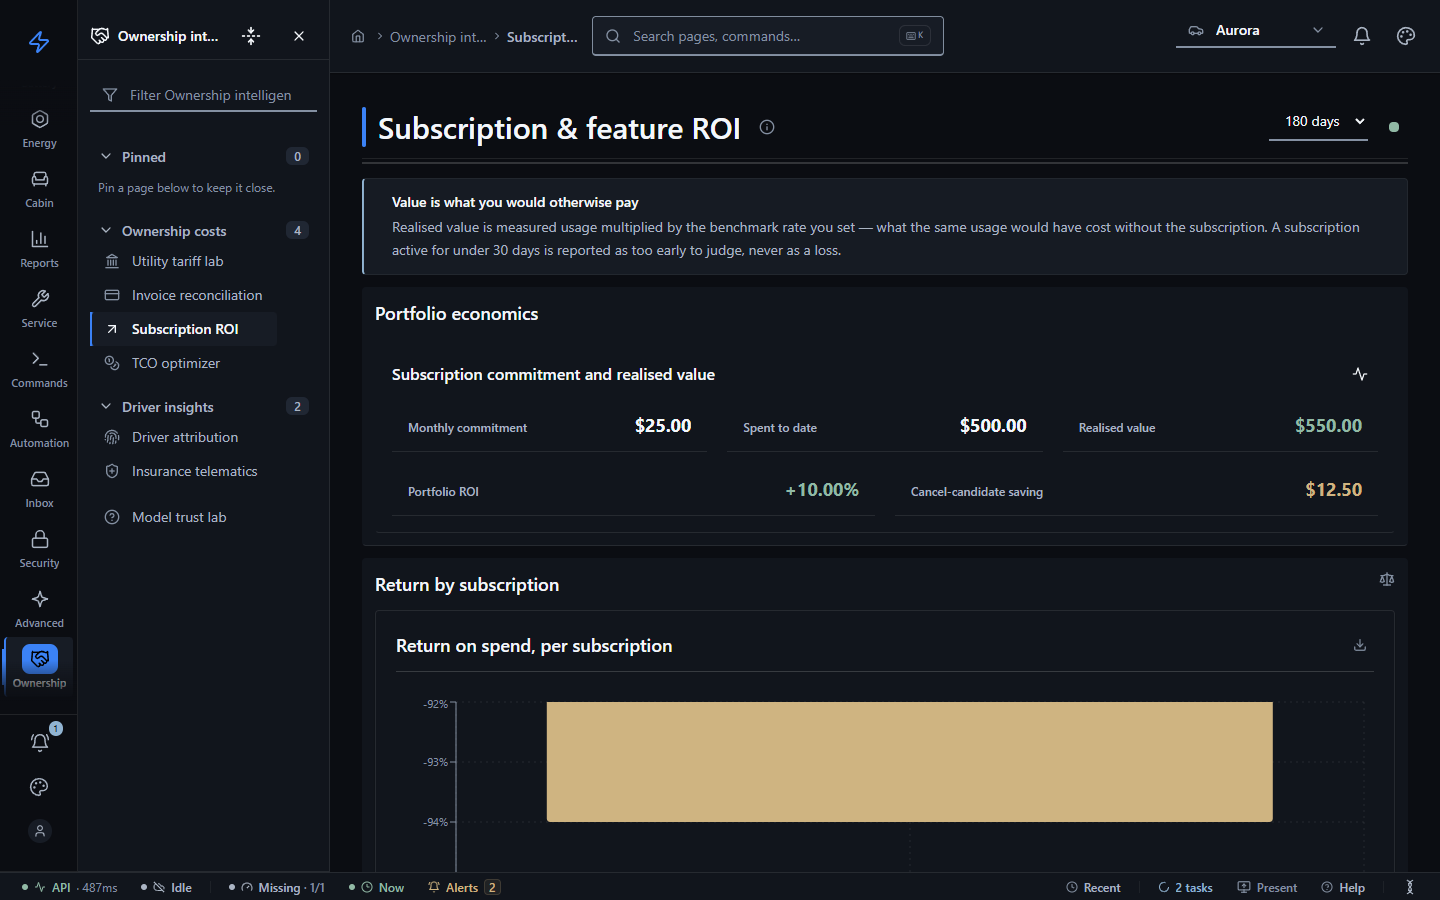 Energy
Cabin
Reports
Service
Commands
Automation
Inbox
Security
Advanced
Ownership
1
Ownership int...
Filter Ownership intelligen
Pinned 0
Pin a page below to keep it close.
Ownership costs 4
Utility tariff lab
Invoice reconciliation
Subscription ROI
TCO optimizer
Driver insights 2
Driver attribution
Insurance telematics
Model trust lab
Ownership int... Subscript...
Search pages, commands... K
Aurora
Subscription & feature ROI
180 days
Value is what you would otherwise pay
Realised value is measured usage multiplied by the benchmark rate you set — what the same usage would have cost without the subscription. A subscription
active for under 30 days is reported as too early to judge, never as a loss.
Portfolio economics
Subscription commitment and realised value
Monthly commitment $25.00
Spent to date $500.00
Realised value $550.00
Portfolio ROI +10.00%
Cancel-candidate saving $12.50
Return by subscription
Return on spend, per subscription
-92%
-93%
-94%
API · 487ms
Idle
Missing · 1/1
Now
Alerts 2
Recent
2 tasks
Present
Help